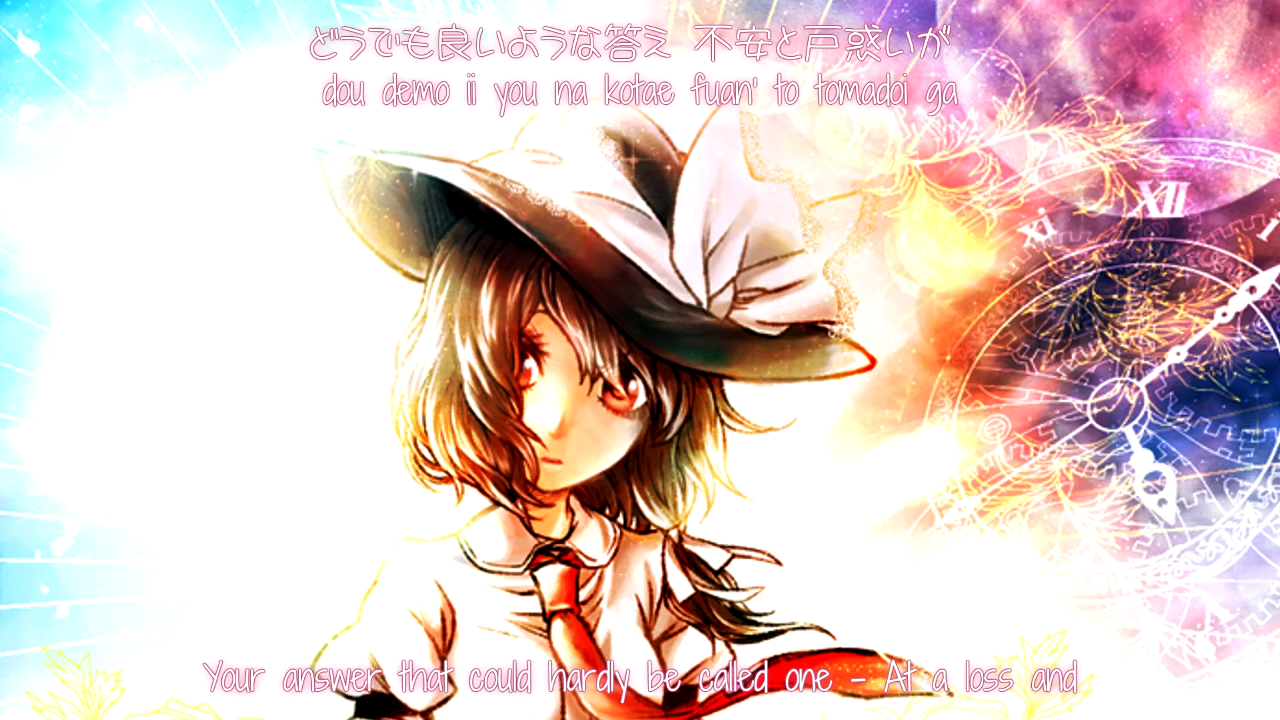 どうでも良いような答え 不安と戸惑いが
dou demo ii you na kotae fuan' to tomadoi ga
XII
xi
I
Your answer that could hardly be called one - At a loss and